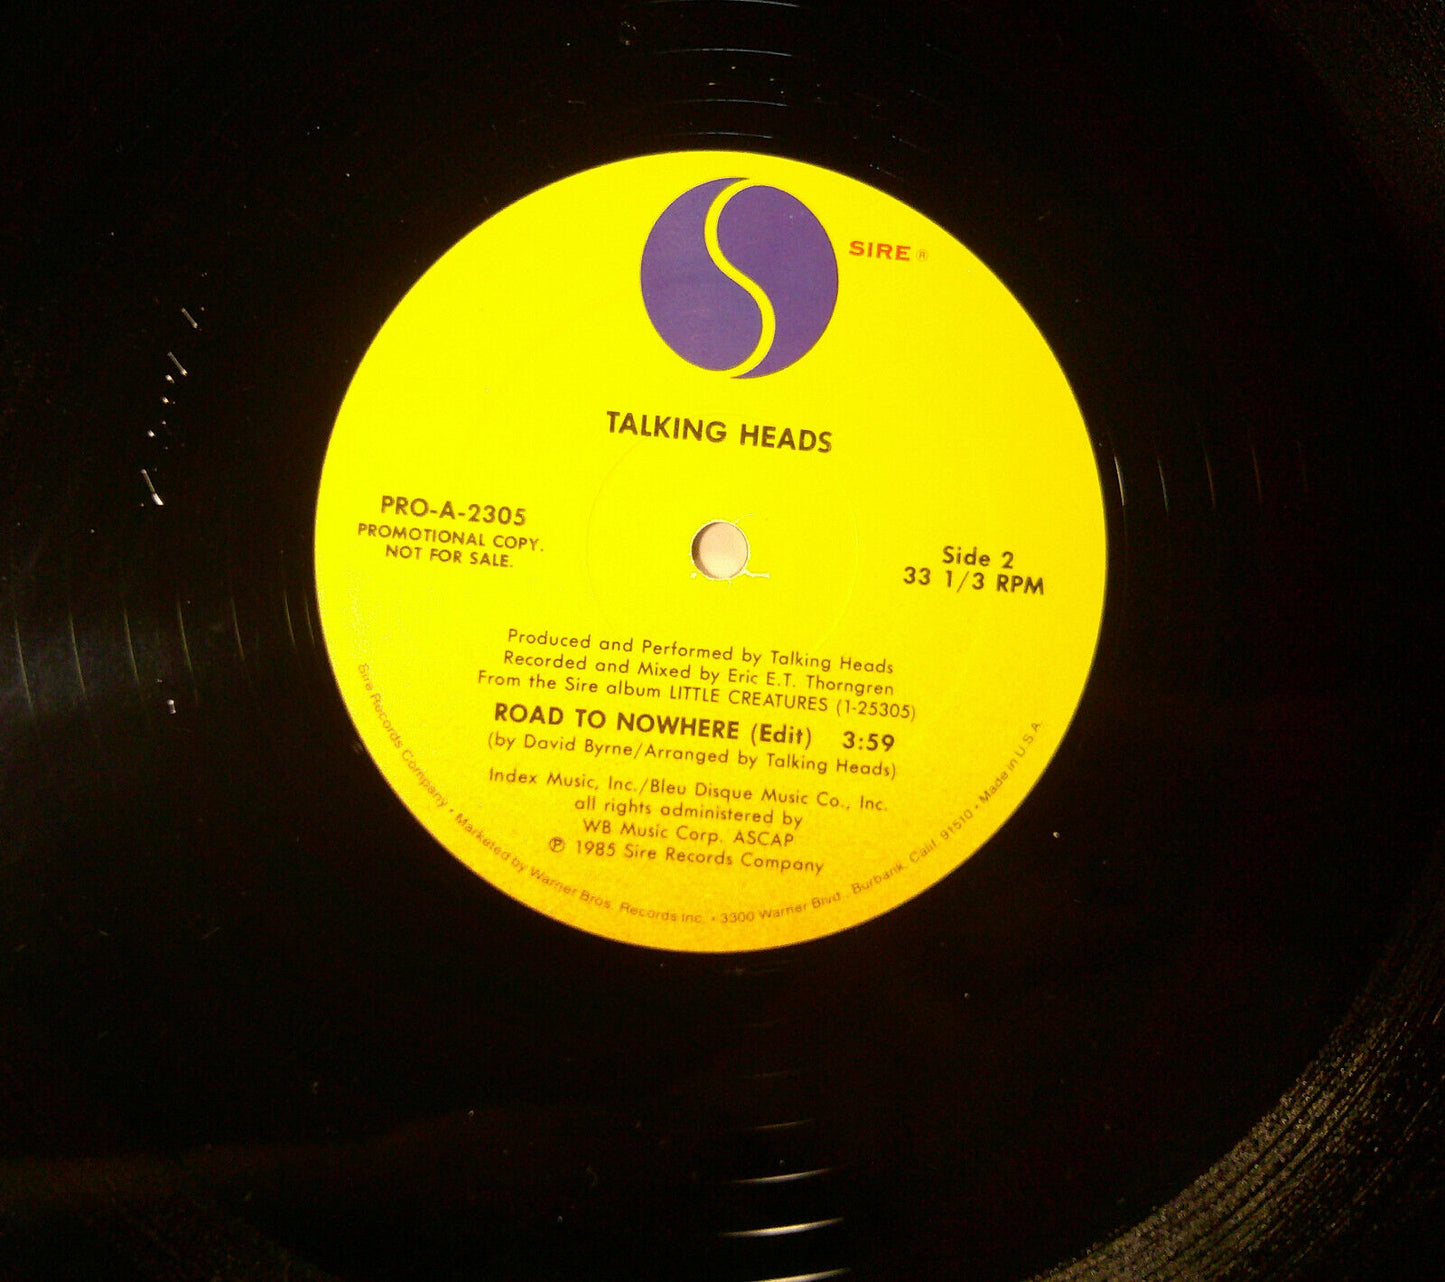 SIRE ®
TALKING HEADS
PRO-A-2305
PROMOTIONAL COPY.
NOT FOR SALE.
Side 2
33 1/3 RPM
Produced and Performed by Talking Heads
Recorded and Mixed by Eric E.T. Thorngren
From the Sire album LITTLE CREATURES (1-25305)
ROAD TO NOWHERE (Edit) 3:59
(by David Byrne/Arranged by Talking Heads)
Index Music, Inc./Bleu Disque Music Co., Inc.
all rights administered by
WB Music Corp. ASCAP
℗ 1985 Sire Records Company
Sire Records Company • Marketed by Warner Bros. Records Inc. • 3300 Warner Blvd., Burbank, Calif. 91510 • Made in U.S.A.